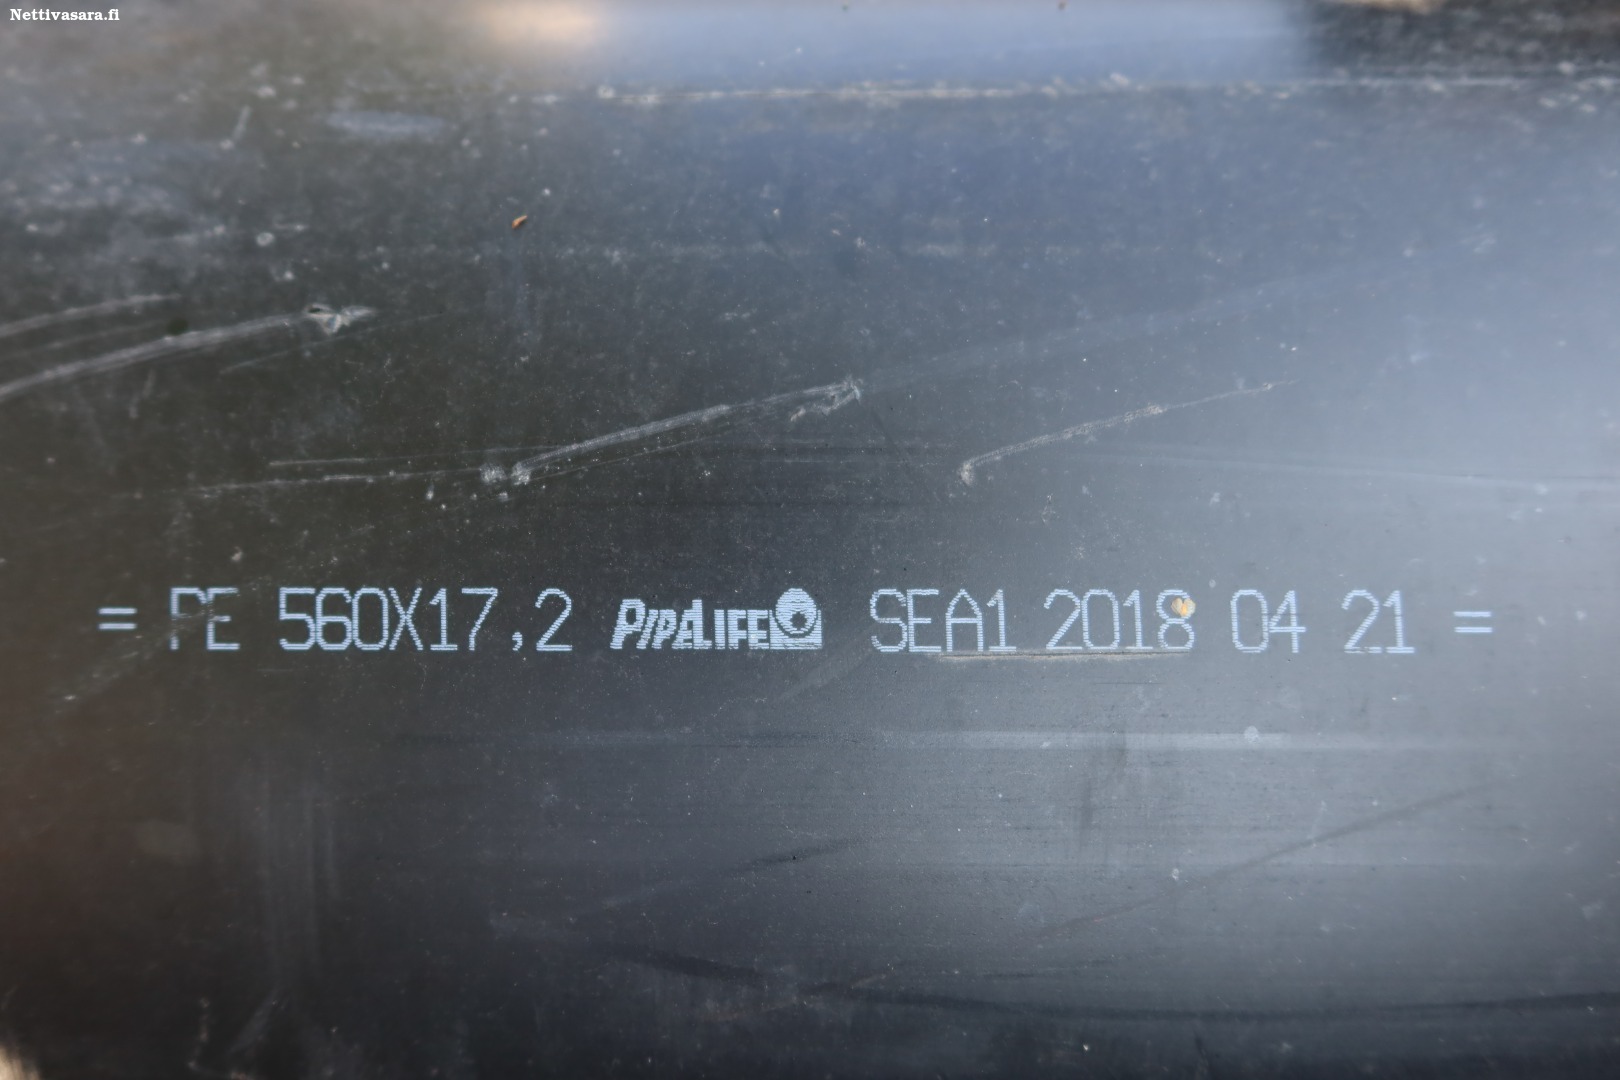 Nettivasara.fi
= PE 560X17,2 PIPELIFE SEA1 2018 04 21 =